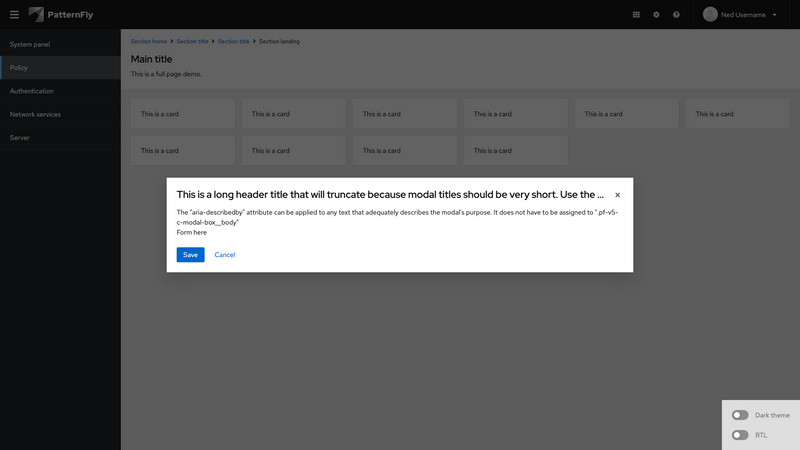 PatternFly
Ned Username
System panel
Policy
Authentication
Network services
Server
Section home Section title Section title Section landing
Main title
This is a full page demo.
This is a card This is a card This is a card This is a card This is a card This is a card
This is a card This is a card This is a card This is a card
This is a long header title that will truncate because modal titles should be very short. Use the ...
The "aria-describedby" attribute can be applied to any text that adequately describes the modal's purpose. It does not have to be assigned to ".pf-v5-
c-modal-box__body"
Form here
Save Cancel
Dark theme
RTL